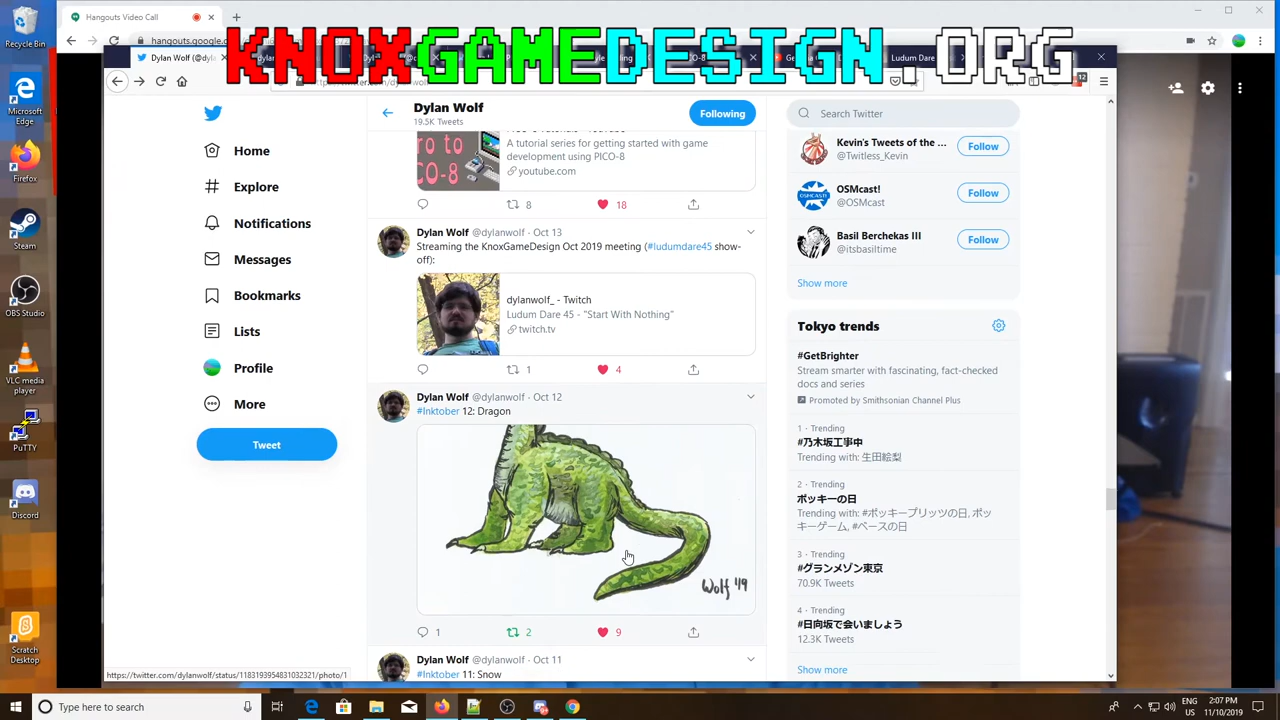 Recycle Bin
Microsoft Edge
Firefox
Steam
OBS Studio
VLC media player
PuTTY
Discord
Scratch Desktop
Hangouts Video Call
hangouts.google.c
KNOXGAMEDESIGN.ORG
Dylan Wolf (@dyla
Ludum Dare
12
Home
Explore
Notifications
Messages
Bookmarks
Lists
Profile
More
Tweet
Dylan Wolf
19.5K Tweets
Following
A tutorial series for getting started with game
development using PICO-8
youtube.com
8
18
Dylan Wolf @dylanwolf · Oct 13
Streaming the KnoxGameDesign Oct 2019 meeting (#ludumdare45 show-
off):
dylanwolf_ - Twitch
Ludum Dare 45 - "Start With Nothing"
twitch.tv
1
4
Dylan Wolf @dylanwolf · Oct 12
#Inktober 12: Dragon
Wolf '19
1
2
9
Dylan Wolf @dylanwolf · Oct 11
#Inktober 11: Snow
Search Twitter
Kevin's Tweets of the ...
@Twitless_Kevin
Follow
OSMcast!
@OSMcast
Follow
Basil Berchekas III
@itsbasiltime
Follow
Show more
Tokyo trends
#GetBrighter
Stream smarter with fascinating, fact-checked
docs and series
Promoted by Smithsonian Channel Plus
1 · Trending
#乃木坂工事中
Trending with: 生田絵梨
2 · Trending
ポッキーの日
Trending with: #ポッキープリッツの日, ポッ
キーゲーム, #ベースの日
3 · Trending
#グランメゾン東京
70.9K Tweets
4 · Trending
#日向坂で会いましょう
12.3K Tweets
Show more
https://twitter.com/dylanwolf/status/1183193954831032321/photo/1
Type here to search
ENG
US
2:07 PM
11/10/2019